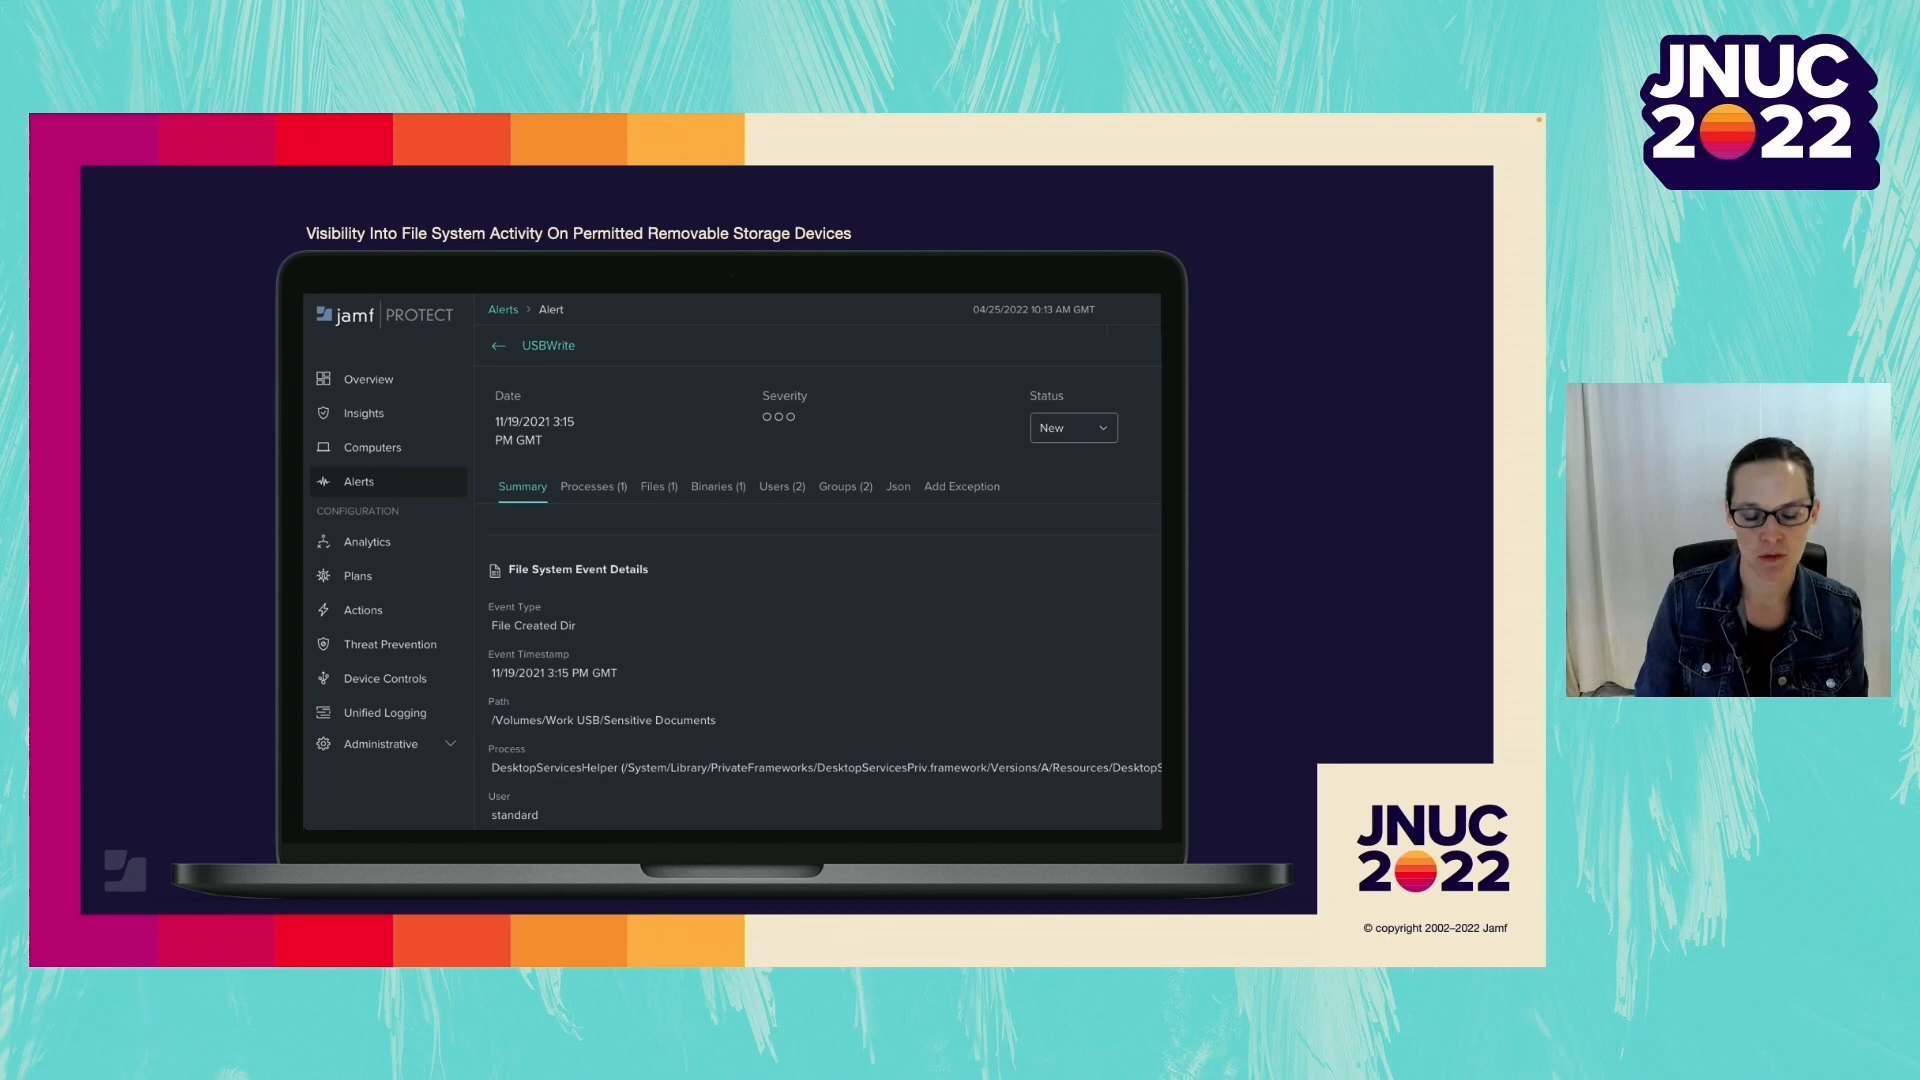 JNUC
2022
Visibility Into File System Activity On Permitted Removable Storage Devices
jamf | PROTECT
Alerts > Alert
04/25/2022 10:13 AM GMT
← USBWrite
Overview
Insights
Computers
Alerts
CONFIGURATION
Analytics
Plans
Actions
Threat Prevention
Device Controls
Unified Logging
Administrative
Date
11/19/2021 3:15
PM GMT
Severity
Status
New
Summary Processes (1) Files (1) Binaries (1) Users (2) Groups (2) Json Add Exception
File System Event Details
Event Type
File Created Dir
Event Timestamp
11/19/2021 3:15 PM GMT
Path
/Volumes/Work USB/Sensitive Documents
Process
DesktopServicesHelper (/System/Library/PrivateFrameworks/DesktopServicesPriv.framework/Versions/A/Resources/DesktopS
User
standard
JNUC
2022
© copyright 2002–2022 Jamf